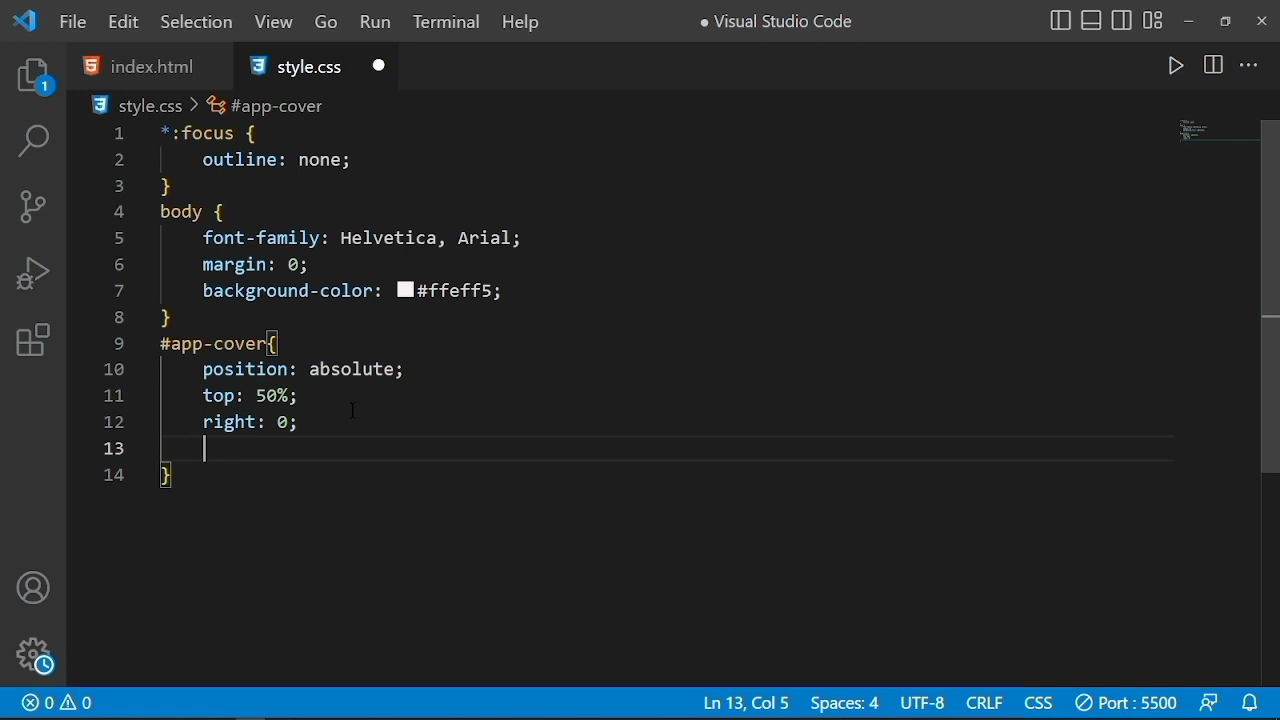 File Edit Selection View Go Run Terminal Help ● Visual Studio Code
index.html style.css ●
style.css > #app-cover
1 *:focus {
2 outline: none;
3 }
4 body {
5 font-family: Helvetica, Arial;
6 margin: 0;
7 background-color: #ffeff5;
8 }
9 #app-cover{
10 position: absolute;
11 top: 50%;
12 right: 0;
13
14 }
1
0 0 Ln 13, Col 5 Spaces: 4 UTF-8 CRLF CSS Port : 5500